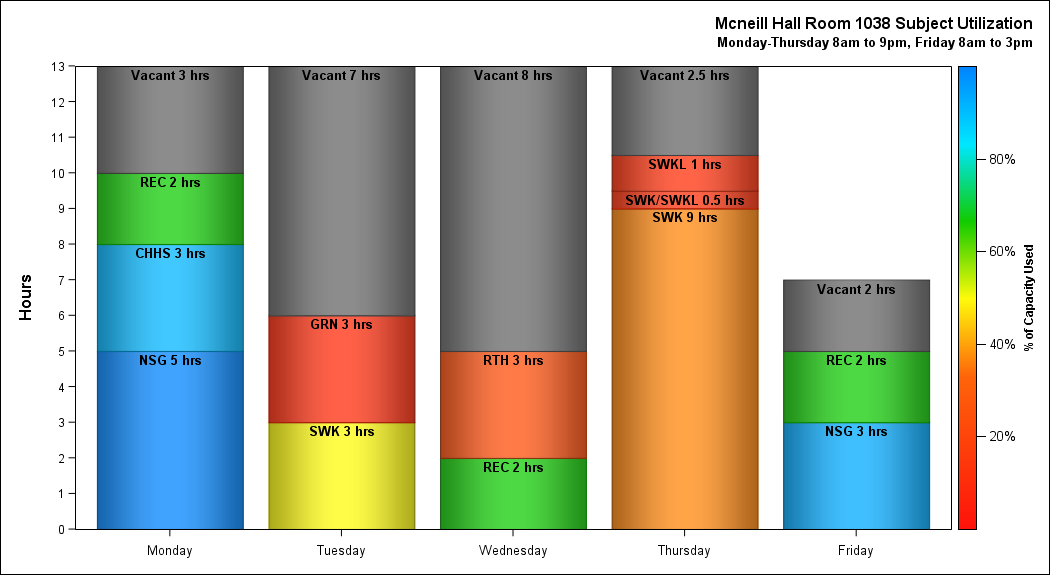 Mcneill Hall Room 1038 Subject Utilization
Monday-Thursday 8am to 9pm, Friday 8am to 3pm
Hours
13
12
11
10
9
8
7
6
5
4
3
2
1
0
Vacant 3 hrs
REC 2 hrs
CHHS 3 hrs
NSG 5 hrs
Vacant 7 hrs
GRN 3 hrs
SWK 3 hrs
Vacant 8 hrs
RTH 3 hrs
REC 2 hrs
Vacant 2.5 hrs
SWKL 1 hrs
SWK/SWKL 0.5 hrs
SWK 9 hrs
Vacant 2 hrs
REC 2 hrs
NSG 3 hrs
Monday
Tuesday
Wednesday
Thursday
Friday
80%
60%
40%
20%
% of Capacity Used